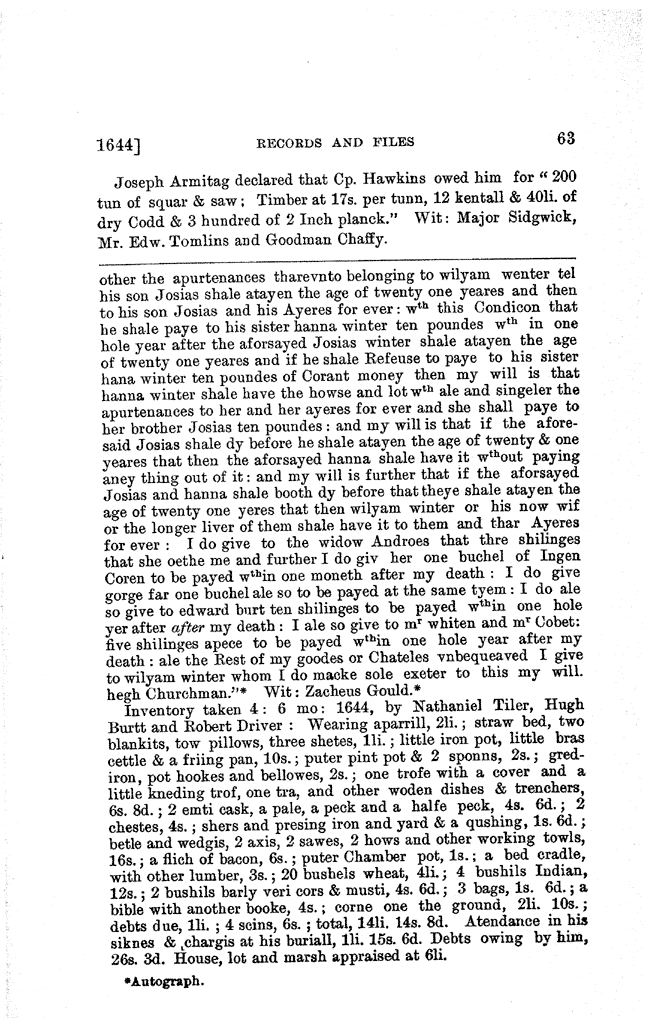 1644] RECORDS AND FILES 63
Joseph Armitag declared that Cp. Hawkins owed him for "200
tun of squar & saw; Timber at 17s. per tunn, 12 kentall & 40li. of
dry Codd & 3 hundred of 2 Inch planck." Wit: Major Sidgwick,
Mr. Edw. Tomlins and Goodman Chaffy.
other the apurtenances tharevnto belonging to wilyam wenter tel
his son Josias shale atayen the age of twenty one yeares and then
to his son Josias and his Ayeres for ever: wth this Condicon that
he shale paye to his sister hanna winter ten poundes wth in one
hole year after the aforsayed Josias winter shale atayen the age
of twenty one yeares and if he shale Refeuse to paye to his sister
hana winter ten poundes of Corant money then my will is that
hanna winter shale have the howse and lot wth ale and singeler the
apurtenances to her and her ayeres for ever and she shall paye to
her brother Josias ten poundes: and my will is that if the afore-
said Josias shale dy before he shale atayen the age of twenty & one
yeares that then the aforsayed hanna shale have it wthout paying
aney thing out of it: and my will is further that if the aforsayed
Josias and hanna shale booth dy before that theye shale atayen the
age of twenty one yeres that then wilyam winter or his now wif
or the longer liver of them shale have it to them and thar Ayeres
for ever: I do give to the widow Androes that thre shilinges
that she oethe me and further I do giv her one buchel of Ingen
Coren to be payed wthin one moneth after my death: I do give
gorge far one buchel ale so to be payed at the same tyem: I do ale
so give to edward burt ten shilinges to be payed wthin one hole
yer after after my death: I ale so give to mr whiten and mr Cobet:
five shilinges apece to be payed wthin one hole year after my
death: ale the Rest of my goodes or Chateles vnbequeaved I give
to wilyam winter whom I do macke sole exeter to this my will.
hegh Churchman."* Wit: Zacheus Gould.*
Inventory taken 4: 6 mo: 1644, by Nathaniel Tiler, Hugh
Burtt and Robert Driver: Wearing aparrill, 2li.; straw bed, two
blankits, tow pillows, three shetes, 1li.; little iron pot, little bras
cettle & a friing pan, 10s.; puter pint pot & 2 sponns, 2s.; gred-
iron, pot hookes and bellowes, 2s.; one trofe with a cover and a
little kneding trof, one tra, and other woden dishes & trenchers,
6s. 8d.; 2 emti cask, a pale, a peck and a halfe peck, 4s. 6d.; 2
chestes, 4s.; shers and presing iron and yard & a qushing, 1s. 6d.;
betle and wedgis, 2 axis, 2 sawes, 2 hows and other working towls,
16s.; a flich of bacon, 6s.; puter Chamber pot, 1s.; a bed cradle,
with other lumber, 3s.; 20 bushels wheat, 4li.; 4 bushils Indian,
12s.; 2 bushils barly veri cors & musti, 4s. 6d.; 3 bags, 1s. 6d.; a
bible with another booke, 4s.; corne one the ground, 2li. 10s.;
debts due, 1li.; 4 scins, 6s.; total, 14li. 14s. 8d. Atendance in his
siknes & chargis at his buriall, 1li. 15s. 6d. Debts owing by him,
26s. 3d. House, lot and marsh appraised at 6li.
*Autograph.